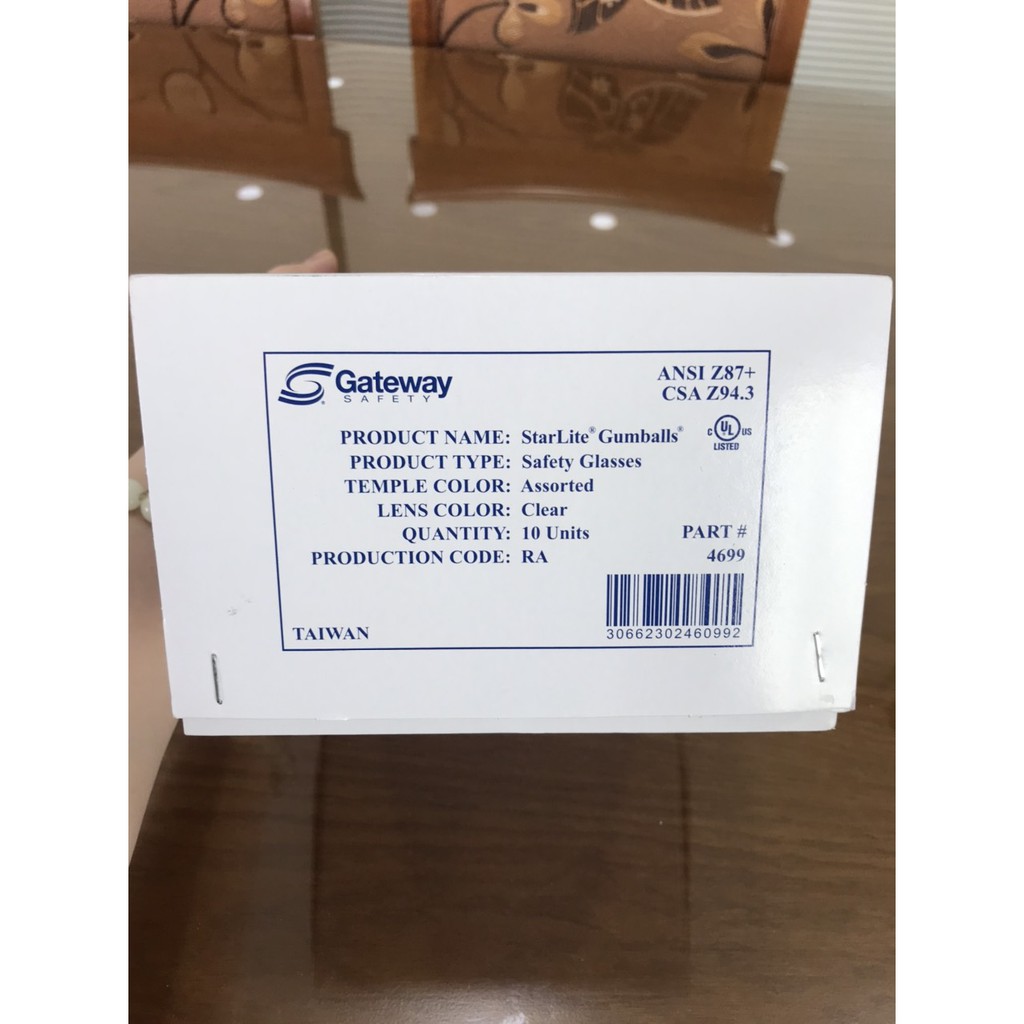 Gateway®
SAFETY
ANSI Z87+
CSA Z94.3
C UL US
LISTED
PRODUCT NAME: StarLite® Gumballs®
PRODUCT TYPE: Safety Glasses
TEMPLE COLOR: Assorted
LENS COLOR: Clear
QUANTITY: 10 Units
PRODUCTION CODE: RA
PART #
4699
30662302460992
TAIWAN